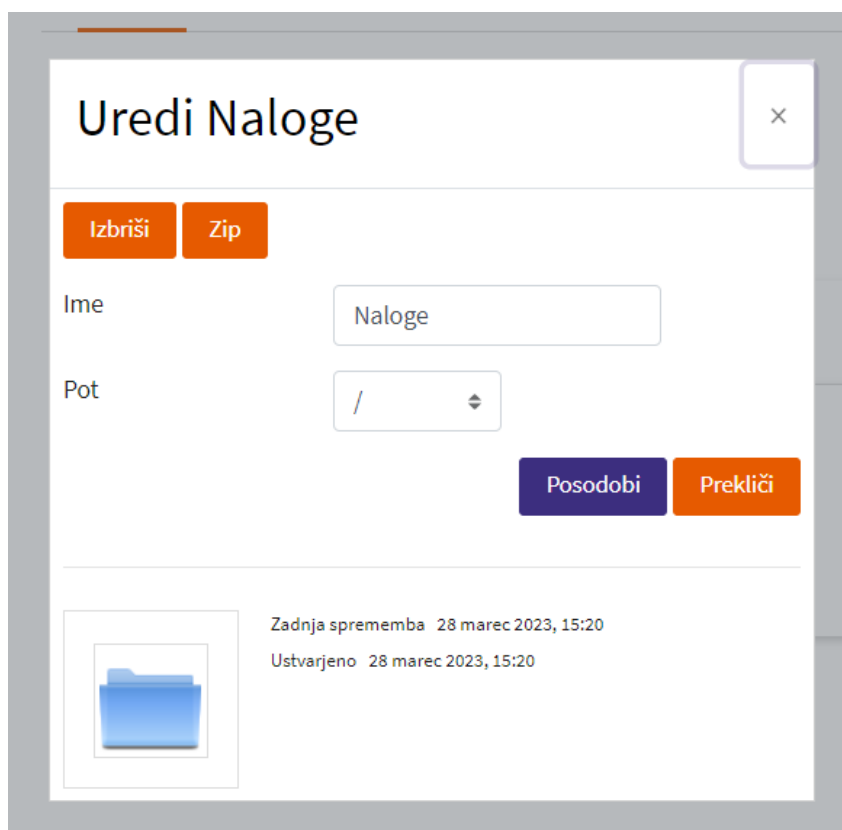 Uredi Naloge ×
Izbriši Zip
Ime Naloge
Pot /
Posodobi Prekliči
Zadnja sprememba 28 marec 2023, 15:20
Ustvarjeno 28 marec 2023, 15:20